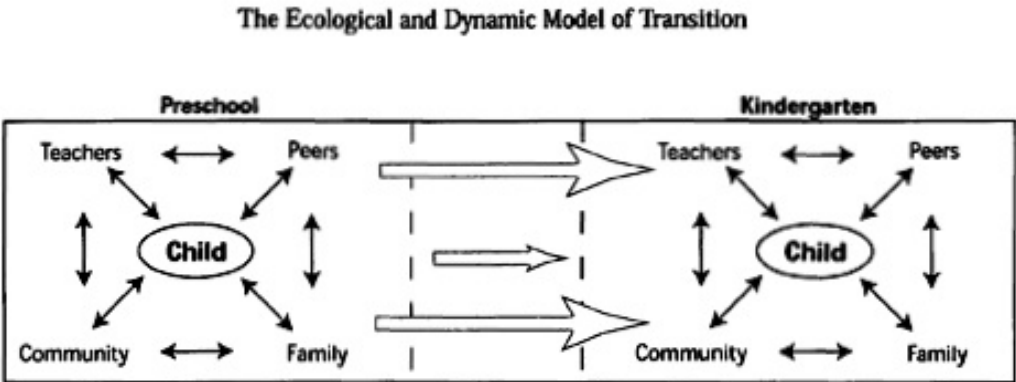 The Ecological and Dynamic Model of Transition
Preschool Kindergarten
Teachers Peers Teachers Peers
Child Child
Community Family Community Family